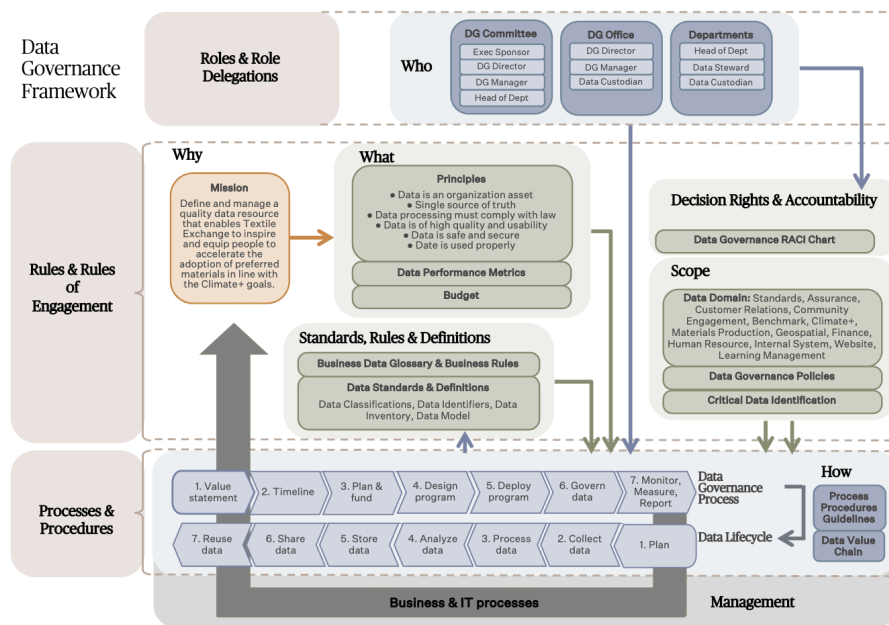 Data
Governance
Framework
Roles & Role
Delegations
Who
DG Committee
Exec Sponsor
DG Director
DG Manager
Head of Dept
DG Office
DG Director
DG Manager
Data Custodian
Departments
Head of Dept
Data Steward
Data Custodian
Rules & Rules
of
Engagement
Why
Mission
Define and manage a
quality data resource
that enables Textile
Exchange to inspire
and equip people to
accelerate the
adoption of preferred
materials in line with
the Climate+ goals.
What
Principles
● Data is an organization asset
● Single source of truth
● Data processing must comply with law
● Data is of high quality and usability
● Data is safe and secure
● Date is used properly
Data Performance Metrics
Budget
Standards, Rules & Definitions
Business Data Glossary & Business Rules
Data Standards & Definitions
Data Classifications, Data Identifiers, Data
Inventory, Data Model
Decision Rights & Accountability
Data Governance RACI Chart
Scope
Data Domain: Standards, Assurance,
Customer Relations, Community
Engagement, Benchmark, Climate+,
Materials Production, Geospatial, Finance,
Human Resource, Internal System, Website,
Learning Management
Data Governance Policies
Critical Data Identification
Processes &
Procedures
1. Value
statement
2. Timeline
3. Plan &
fund
4. Design
program
5. Deploy
program
6. Govern
data
7. Monitor,
Measure,
Report
Data
Governance
Process
7. Reuse
data
6. Share
data
5. Store
data
4. Analyze
data
3. Process
data
2. Collect
data
1. Plan
Data Lifecycle
How
Process
Procedures
Guidelines
Data Value
Chain
Business & IT processes
Management